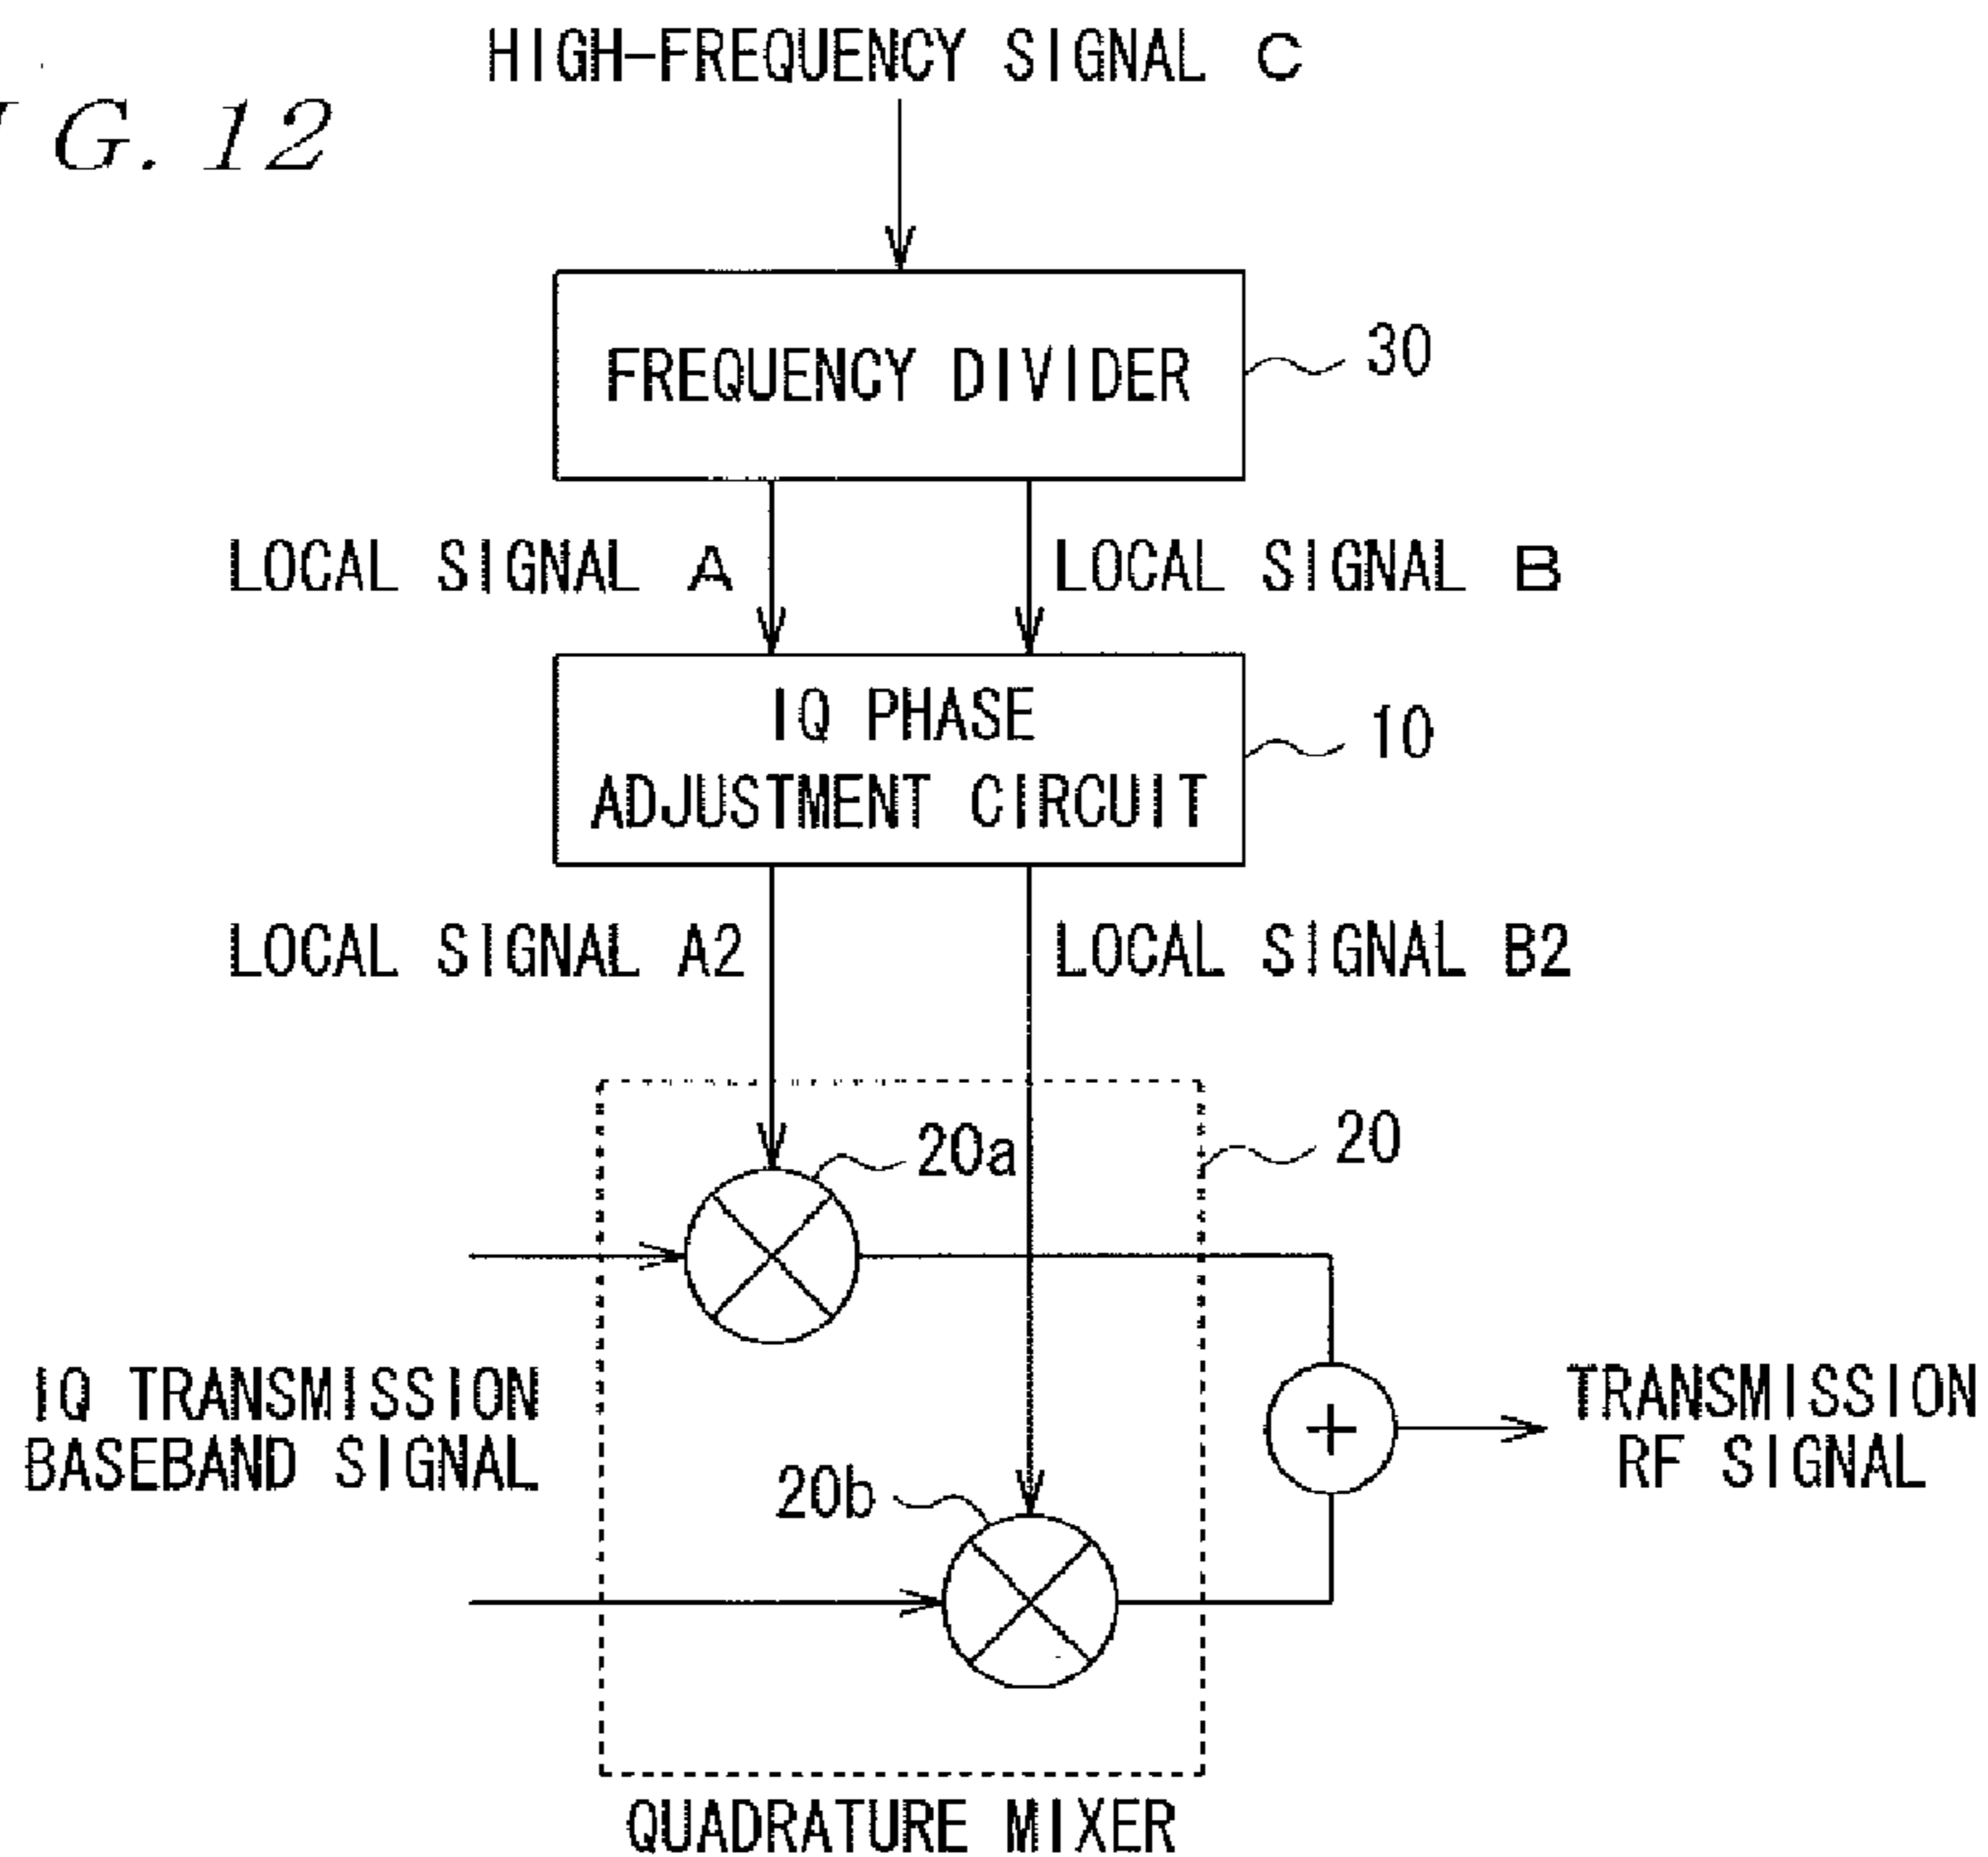 G. 12
HIGH-FREQUENCY SIGNAL C
FREQUENCY DIVIDER
30
LOCAL SIGNAL A
LOCAL SIGNAL B
IQ PHASE
ADJUSTMENT CIRCUIT
10
LOCAL SIGNAL A2
LOCAL SIGNAL B2
20a
20
IQ TRANSMISSION
BASEBAND SIGNAL
TRANSMISSION
RF SIGNAL
20b
QUADRATURE MIXER